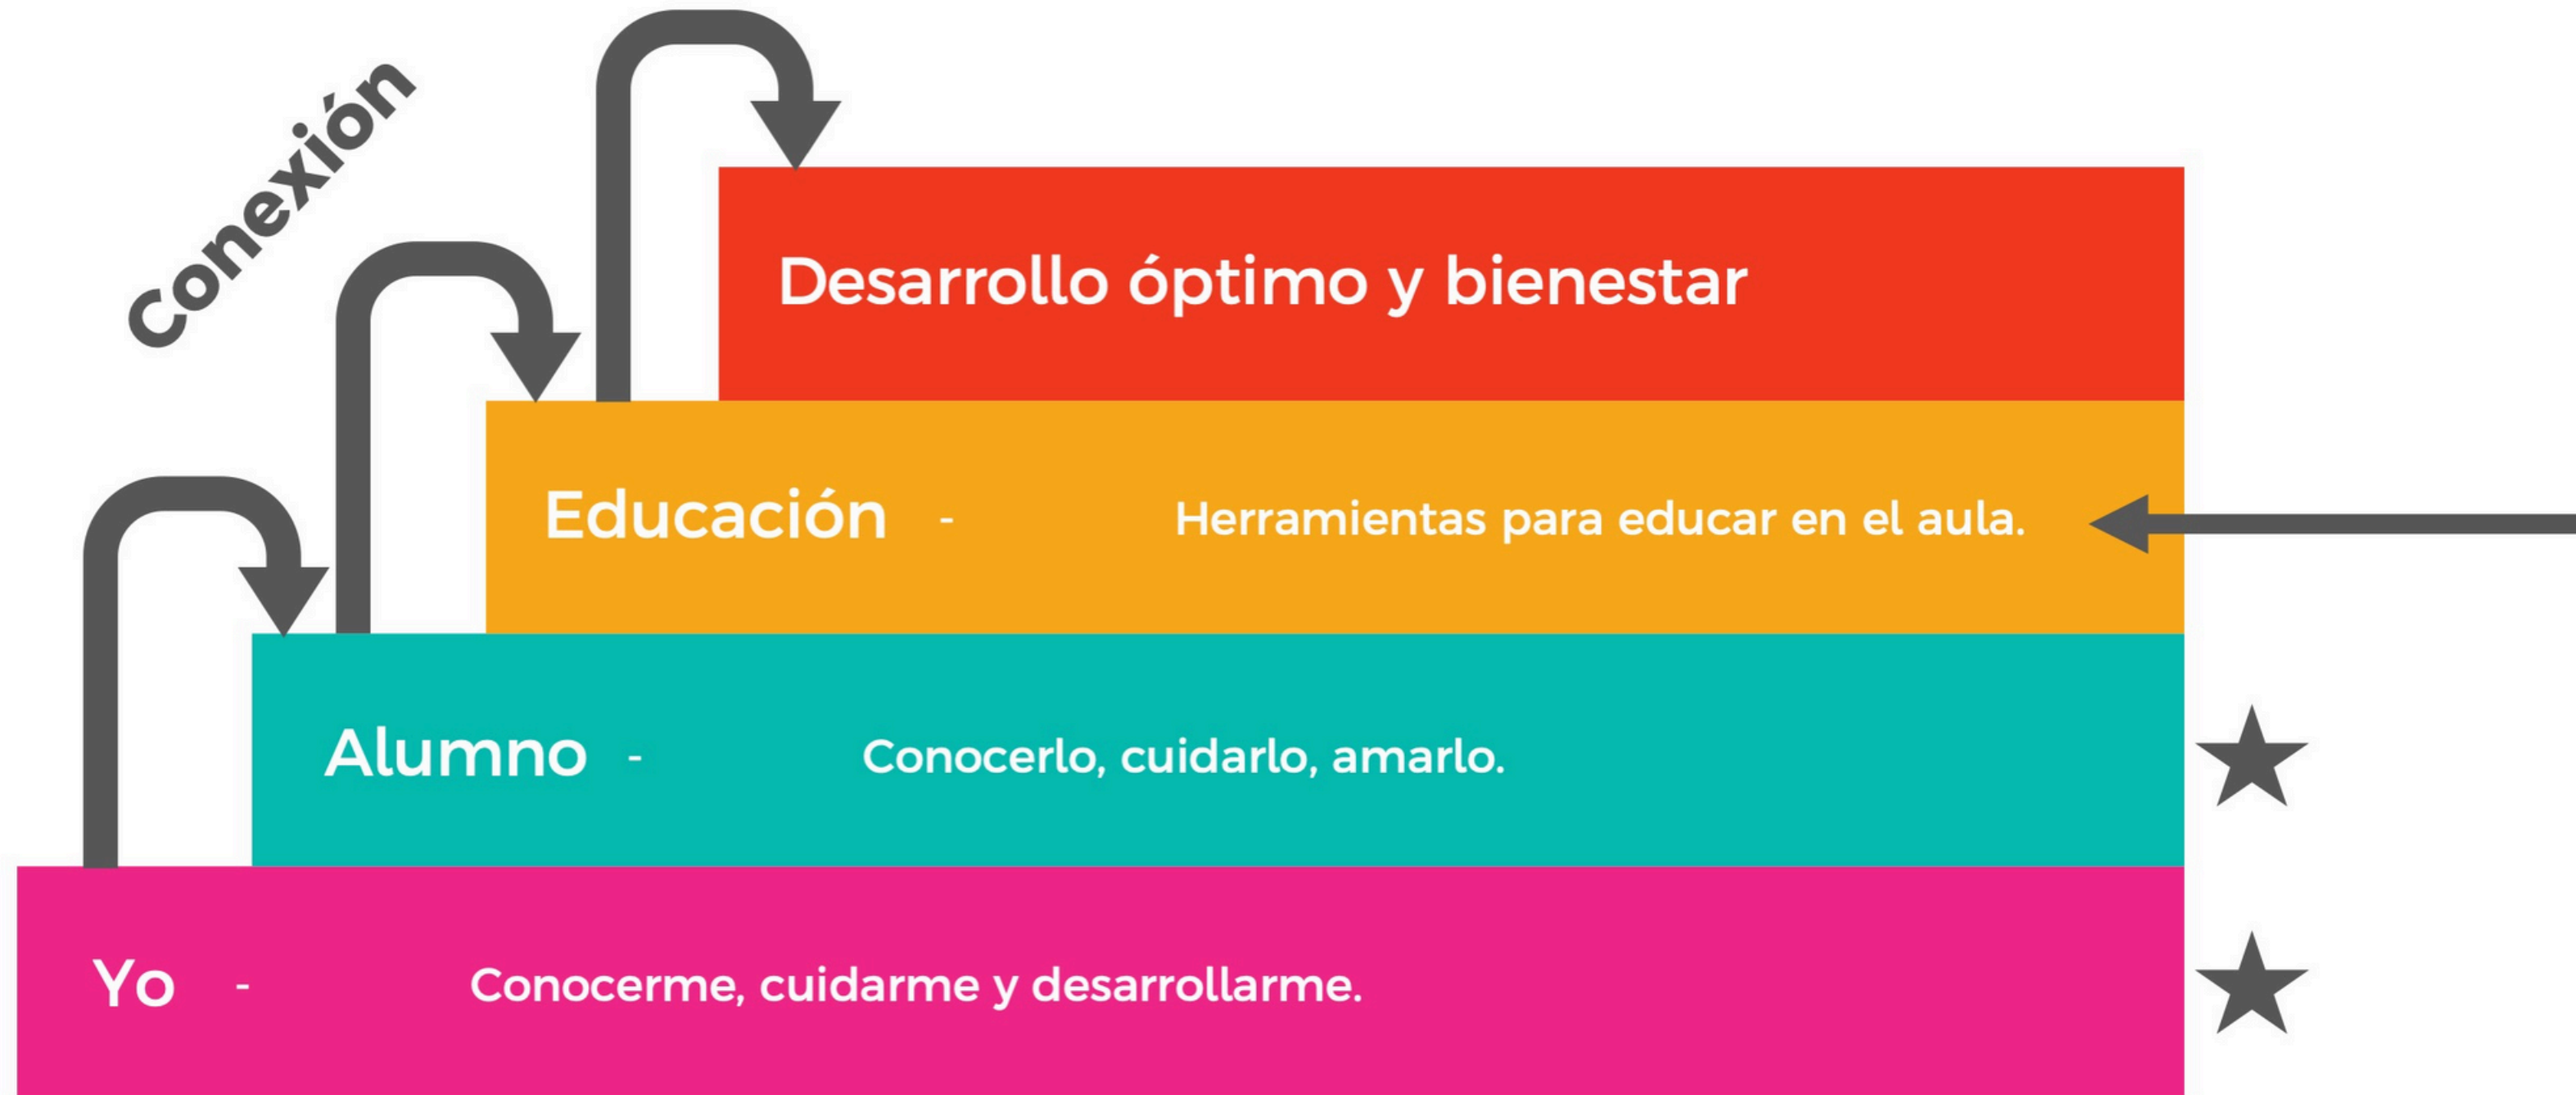 Conexión
Desarrollo óptimo y bienestar
Educación - Herramientas para educar en el aula.
Alumno - Conocerlo, cuidarlo, amarlo.
Yo - Conocerme, cuidarme y desarrollarme.